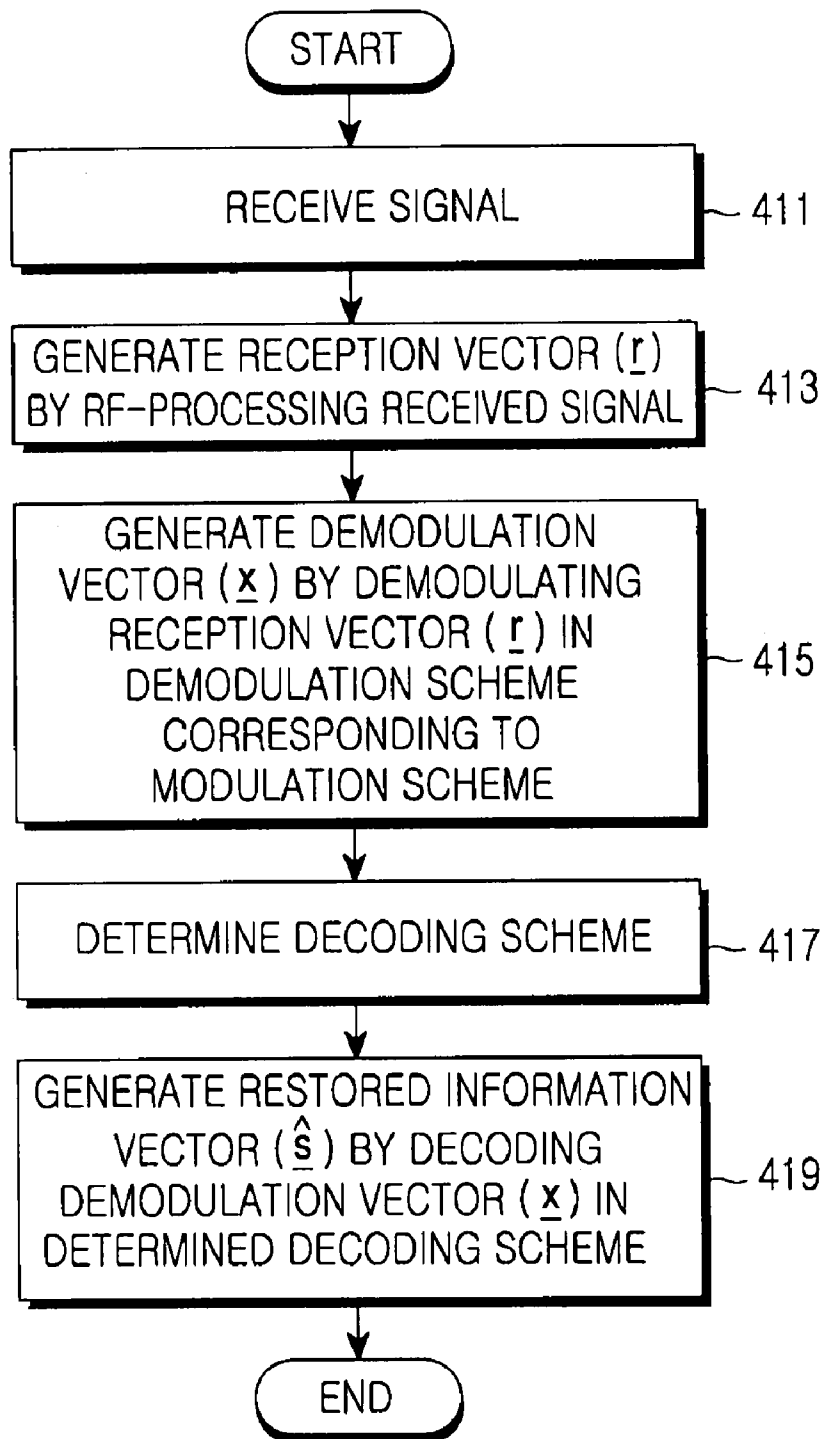 START
RECEIVE SIGNAL
411
GENERATE RECEPTION VECTOR (r)
BY RF-PROCESSING RECEIVED SIGNAL
413
GENERATE DEMODULATION
VECTOR (x) BY DEMODULATING
RECEPTION VECTOR (r) IN
DEMODULATION SCHEME
CORRESPONDING TO
MODULATION SCHEME
415
DETERMINE DECODING SCHEME
417
GENERATE RESTORED INFORMATION
VECTOR (ŝ) BY DECODING
DEMODULATION VECTOR (x) IN
DETERMINED DECODING SCHEME
419
END